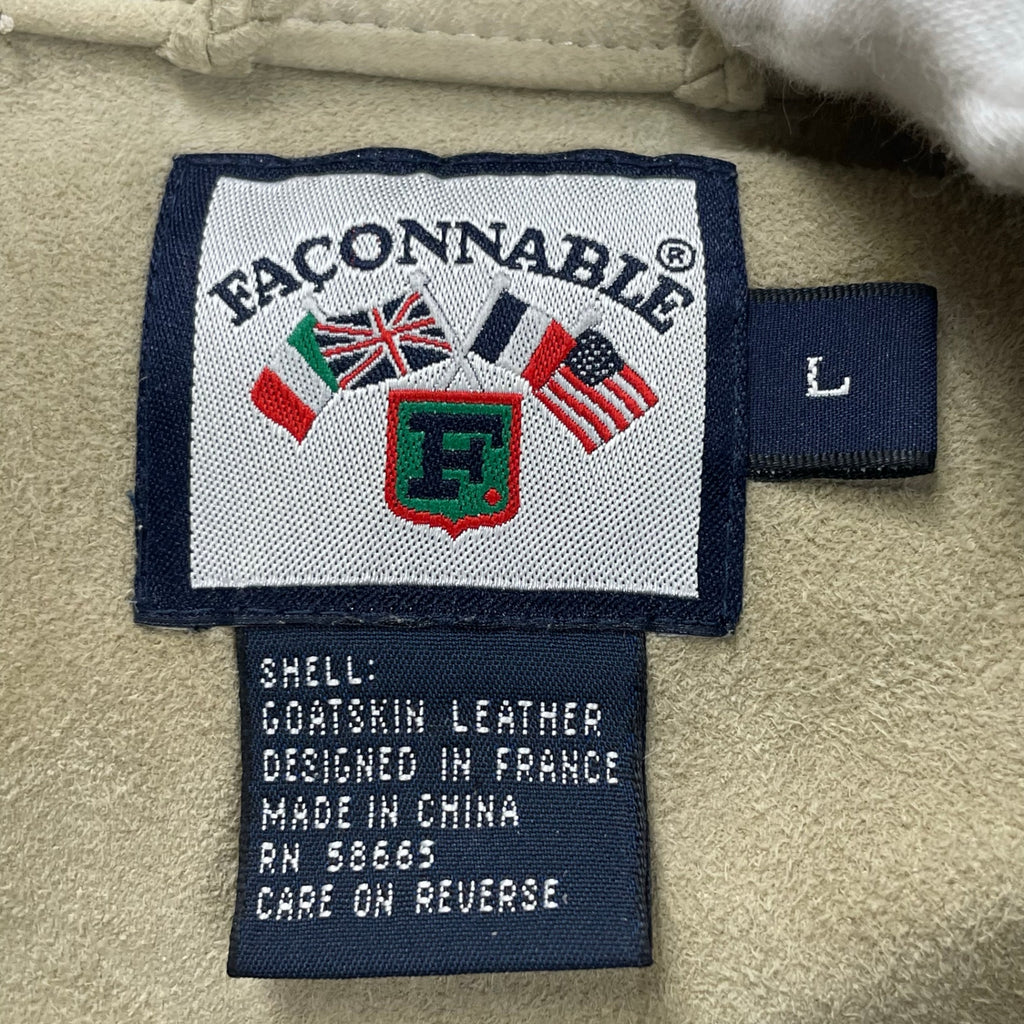 FAÇONNABLE®
F.
L
SHELL:
GOATSKIN LEATHER
DESIGNED IN FRANCE
MADE IN CHINA
RN 58665
CARE ON REVERSE